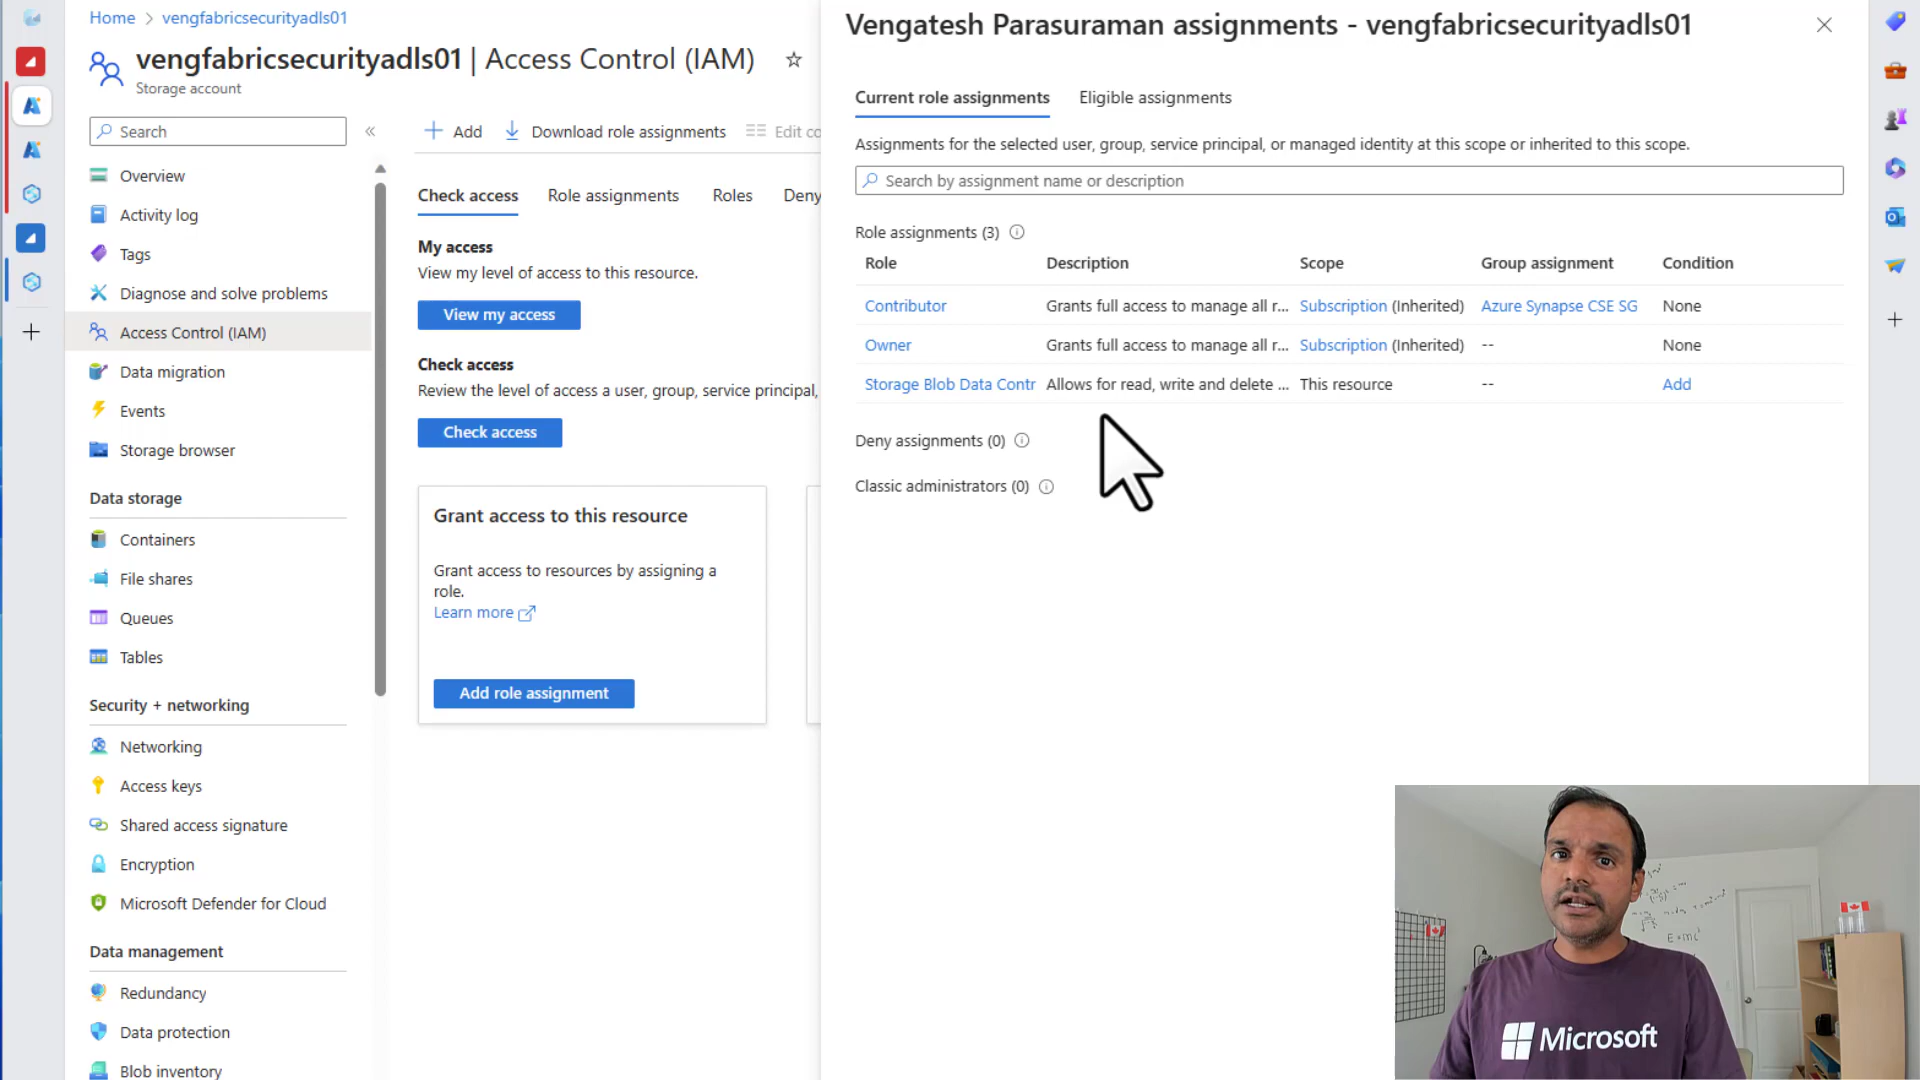 Home > vengfabricsecurityadls01
vengfabricsecurityadls01 | Access Control (IAM)
Storage account
Search
Overview
Activity log
Tags
Diagnose and solve problems
Access Control (IAM)
Data migration
Events
Storage browser
Data storage
Containers
File shares
Queues
Tables
Security + networking
Networking
Access keys
Shared access signature
Encryption
Microsoft Defender for Cloud
Data management
Redundancy
Data protection
Blob inventory
Add Download role assignments Edit co
Check access Role assignments Roles Deny
My access
View my level of access to this resource.
View my access
Check access
Review the level of access a user, group, service principal,
Check access
Grant access to this resource
Grant access to resources by assigning a
role.
Learn more
Add role assignment
Vengatesh Parasuraman assignments - vengfabricsecurityadls01
Current role assignments Eligible assignments
Assignments for the selected user, group, service principal, or managed identity at this scope or inherited to this scope.
Search by assignment name or description
Role assignments (3)
Role Description Scope Group assignment Condition
Contributor Grants full access to manage all r... Subscription (Inherited) Azure Synapse CSE SG None
Owner Grants full access to manage all r... Subscription (Inherited) -- None
Storage Blob Data Contr Allows for read, write and delete ... This resource -- Add
Deny assignments (0)
Classic administrators (0)
E=mc²
Microsoft